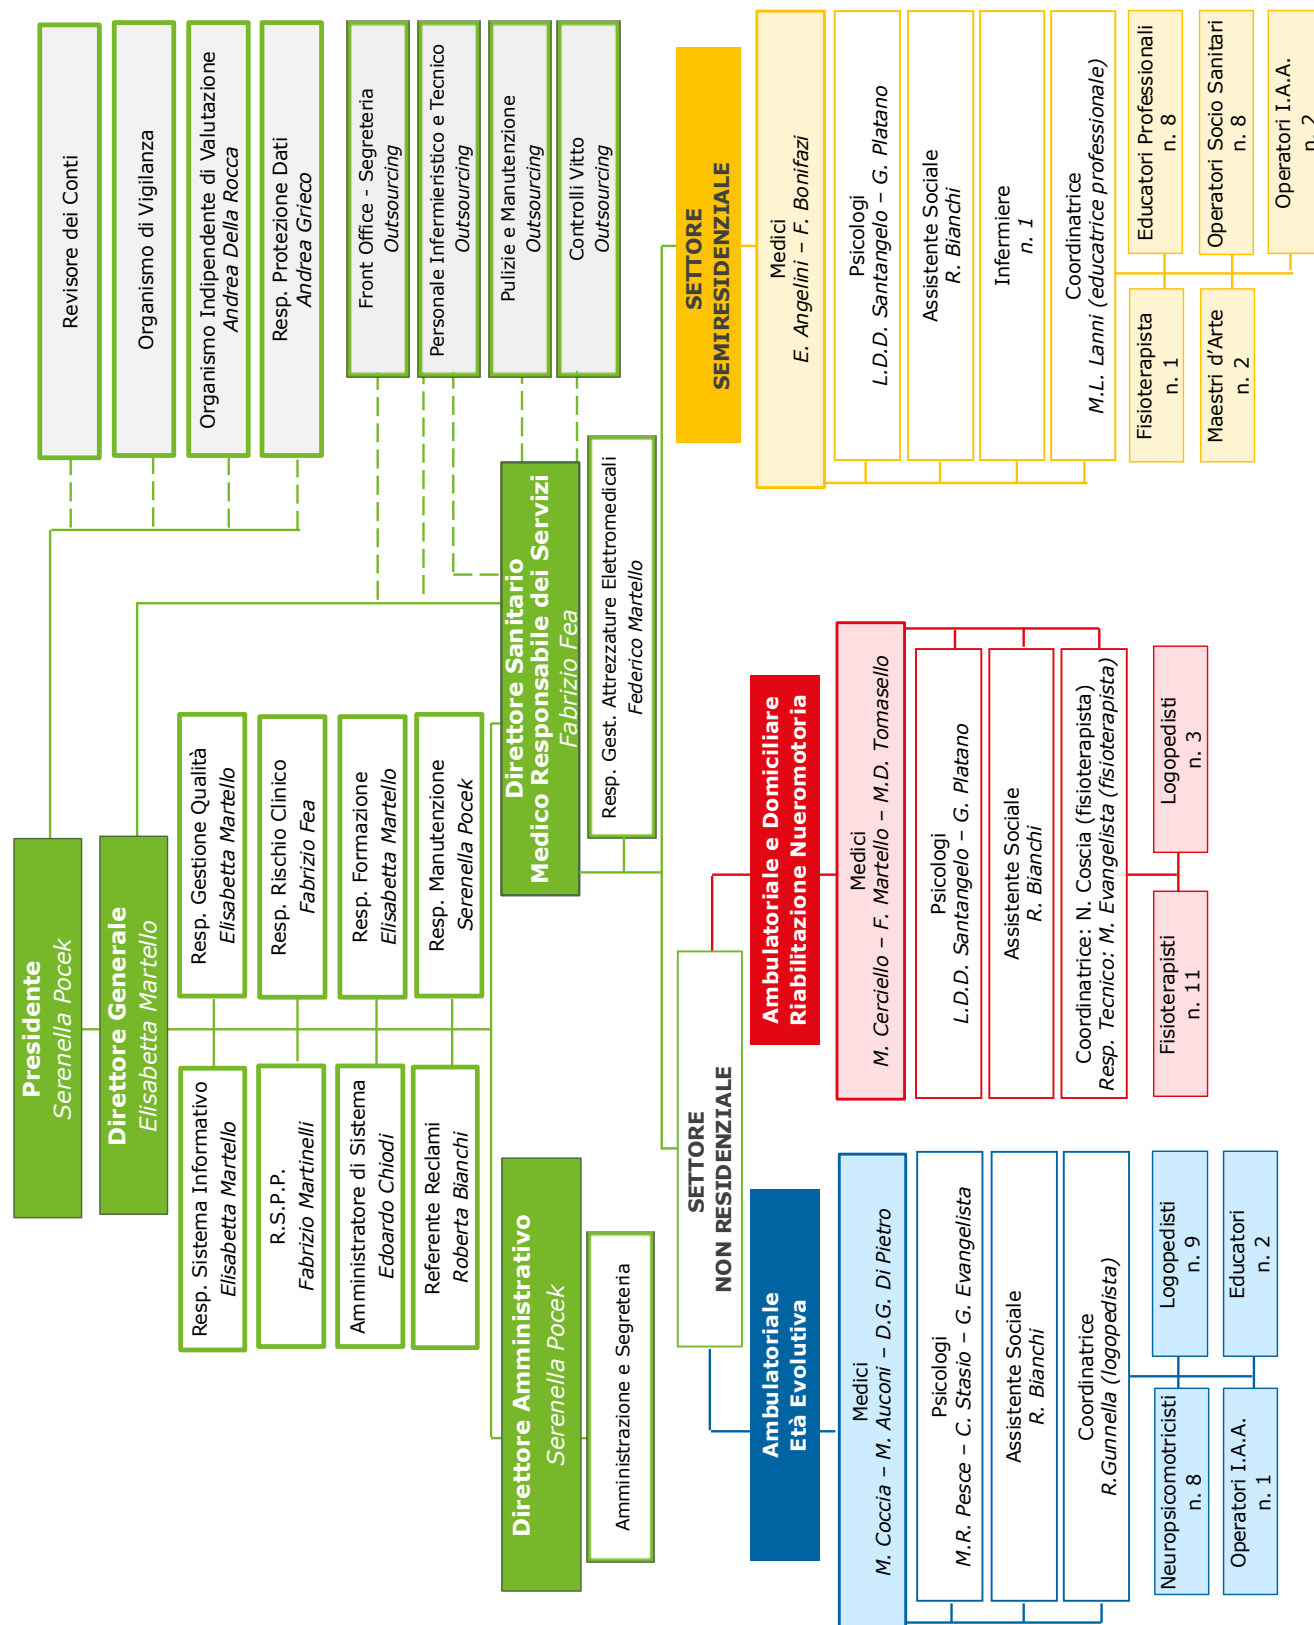 Presidente
Serenella Pocek
Direttore Generale
Elisabetta Martello
Revisore dei Conti
Organismo di Vigilanza
Organismo Indipendente di Valutazione
Andrea Della Rocca
Resp. Protezione Dati
Andrea Grieco
Resp. Sistema Informativo
Elisabetta Martello
Resp. Gestione Qualità
Elisabetta Martello
R.S.P.P.
Fabrizio Martinelli
Resp. Rischio Clinico
Fabrizio Fea
Amministratore di Sistema
Edoardo Chiodi
Resp. Formazione
Elisabetta Martello
Referente Reclami
Roberta Bianchi
Resp. Manutenzione
Serenella Pocek
Front Office - Segreteria
Outsourcing
Personale Infermieristico e Tecnico
Outsourcing
Pulizie e Manutenzione
Outsourcing
Controlli Vitto
Outsourcing
Direttore Amministrativo
Serenella Pocek
Amministrazione e Segreteria
Direttore Sanitario
Medico Responsabile dei Servizi
Fabrizio Fea
Resp. Gest. Attrezzature Elettromedicali
Federico Martello
SETTORE
NON RESIDENZIALE
SETTORE
SEMIRESIDENZIALE
Ambulatoriale
Età Evolutiva
Medici
M. Coccia – M. Auconi – D.G. Di Pietro
Psicologi
M.R. Pesce – C. Stasio – G. Evangelista
Assistente Sociale
R. Bianchi
Coordinatrice
R.Gunnella (logopedista)
Neuropsicomotricisti
n. 8
Logopedisti
n. 9
Operatori I.A.A.
n. 1
Educatori
n. 2
Ambulatoriale e Domiciliare
Riabilitazione Nueromotoria
Medici
M. Cerciello – F. Martello – M.D. Tomasello
Psicologi
L.D.D. Santangelo – G. Platano
Assistente Sociale
R. Bianchi
Coordinatrice: N. Coscia (fisioterapista)
Resp. Tecnico: M. Evangelista (fisioterapista)
Fisioterapisti
n. 11
Logopedisti
n. 3
Medici
E. Angelini – F. Bonifazi
Psicologi
L.D.D. Santangelo – G. Platano
Assistente Sociale
R. Bianchi
Infermiere
n. 1
Coordinatrice
M.L. Lanni (educatrice professionale)
Fisioterapista
n. 1
Educatori Professionali
n. 8
Maestri d’Arte
n. 2
Operatori Socio Sanitari
n. 8
Operatori I.A.A.
n. 2